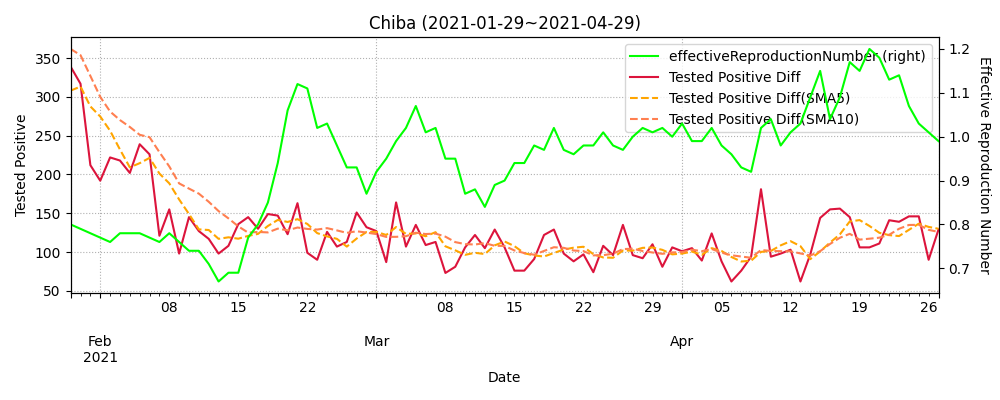 Chiba (2021-01-29~2021-04-29)
effectiveReproductionNumber (right)
Tested Positive Diff
Tested Positive Diff(SMA5)
Tested Positive Diff(SMA10)
Tested Positive
350
300
250
200
150
100
50
1.2
1.1
1.0
0.9
0.8
0.7
Effective Reproduction Number
08
15
22
08
15
22
29
05
12
19
26
Feb
2021
Mar
Apr
Date